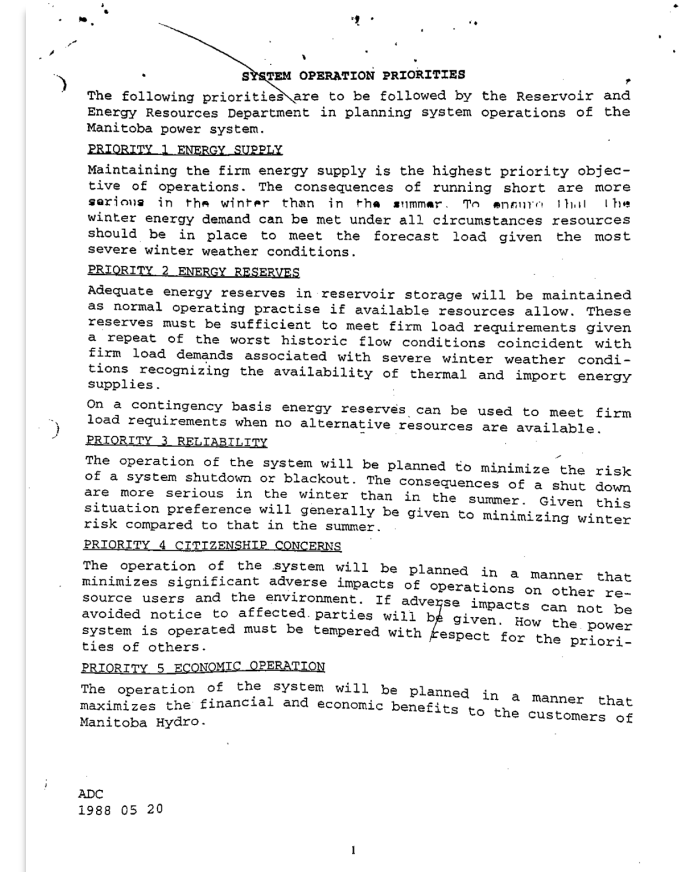 SYSTEM OPERATION PRIORITIES
The following priorities are to be followed by the Reservoir and
Energy Resources Department in planning system operations of the
Manitoba power system.
PRIORITY 1 ENERGY SUPPLY
Maintaining the firm energy supply is the highest priority objec-
tive of operations. The consequences of running short are more
serious in the winter than in the summer. To ensure that the
winter energy demand can be met under all circumstances resources
should be in place to meet the forecast load given the most
severe winter weather conditions.
PRIORITY 2 ENERGY RESERVES
Adequate energy reserves in reservoir storage will be maintained
as normal operating practise if available resources allow. These
reserves must be sufficient to meet firm load requirements given
a repeat of the worst historic flow conditions coincident with
firm load demands associated with severe winter weather condi-
tions recognizing the availability of thermal and import energy
supplies.
On a contingency basis energy reserves can be used to meet firm
load requirements when no alternative resources are available.
PRIORITY 3 RELIABILITY
The operation of the system will be planned to minimize the risk
of a system shutdown or blackout. The consequences of a shut down
are more serious in the winter than in the summer. Given this
situation preference will generally be given to minimizing winter
risk compared to that in the summer.
PRIORITY 4 CITIZENSHIP CONCERNS
The operation of the system will be planned in a manner that
minimizes significant adverse impacts of operations on other re-
source users and the environment. If adverse impacts can not be
avoided notice to affected parties will be given. How the power
system is operated must be tempered with respect for the priori-
ties of others.
PRIORITY 5 ECONOMIC OPERATION
The operation of the system will be planned in a manner that
maximizes the financial and economic benefits to the customers of
Manitoba Hydro.
ADC
1988 05 20
1